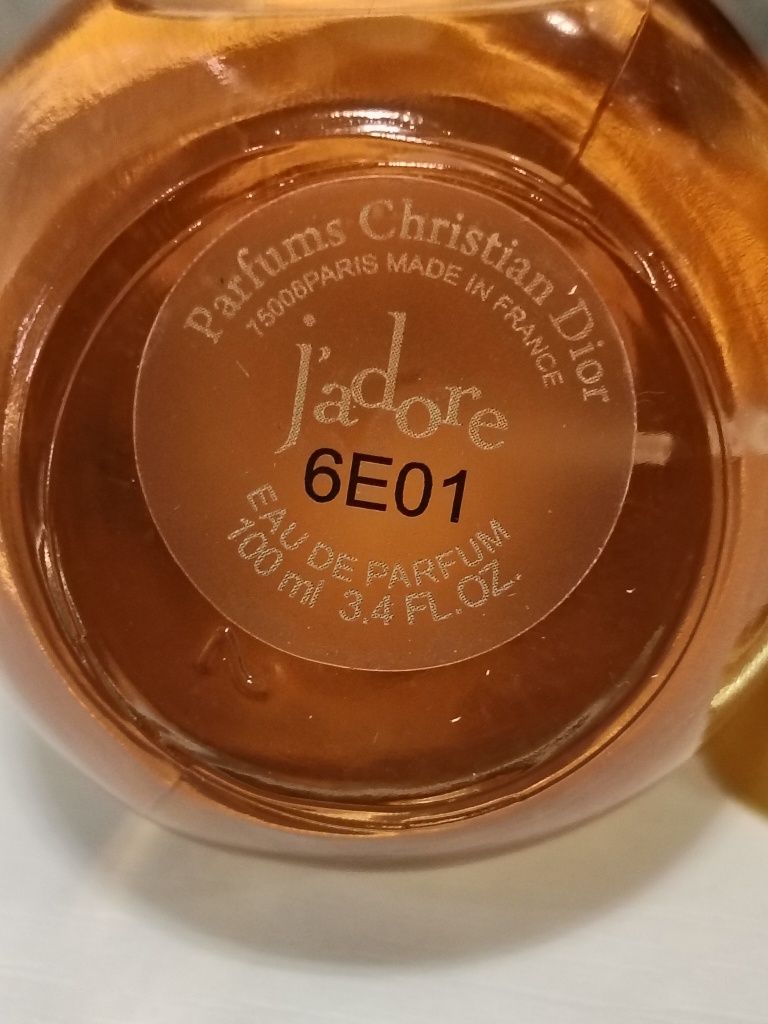 Parfums Christian Dior
75008PARIS MADE IN FRANCE
j'adore
6E01
EAU DE PARFUM
100 ml 3.4 FL.OZ.